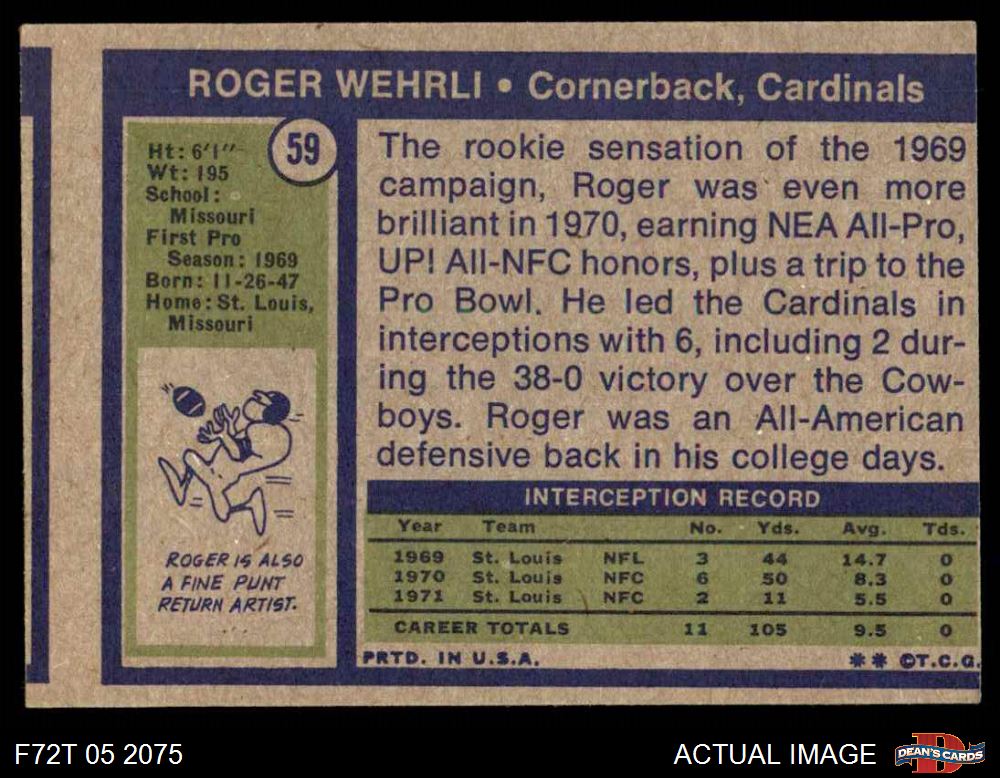 ROGER WEHRLI • Cornerback, Cardinals
59
Ht: 6'1"
Wt: 195
School:
Missouri
First Pro
Season: 1969
Born: 11-26-47
Home: St. Louis,
Missouri
ROGER IS ALSO
A FINE PUNT
RETURN ARTIST.
The rookie sensation of the 1969
campaign, Roger was even more
brilliant in 1970, earning NEA All-Pro,
UPI All-NFC honors, plus a trip to the
Pro Bowl. He led the Cardinals in
interceptions with 6, including 2 dur-
ing the 38-0 victory over the Cow-
boys. Roger was an All-American
defensive back in his college days.
INTERCEPTION RECORD
Year Team No. Yds. Avg. Tds.
1969 St. Louis NFL 3 44 14.7 0
1970 St. Louis NFC 6 50 8.3 0
1971 St. Louis NFC 2 11 5.5 0
CAREER TOTALS 11 105 9.5 0
PRTD. IN U.S.A. ** ©T.C.G.
F72T 05 2075
ACTUAL IMAGE
DEAN'S CARDS